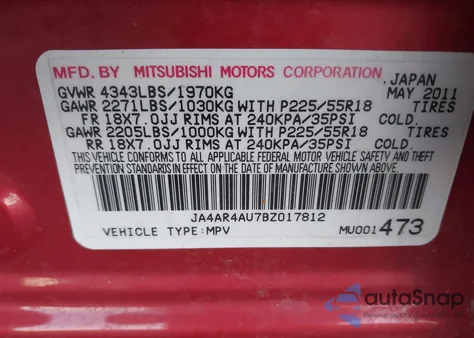 MFD BY MITSUBISHI MOTORS CORPORATION, JAPAN
GVWR 4343LBS/1970KG MAY 2011
GAWR 2271LBS/1030KG WITH P225/55R18 TIRES
FR 18X7.0JJ RIMS AT 240KPA/35PSI COLD.
GAWR 2205LBS/1000KG WITH P225/55R18 TIRES
RR 18X7.0JJ RIMS AT 240KPA/35PSI COLD.
THIS VEHICLE CONFORMS TO ALL APPLICABLE FEDERAL MOTOR VEHICLE SAFETY AND
THEFT PREVENTION STANDARDS IN EFFECT ON THE DATE OF MANUFACTURE SHOWN ABOVE.
JA4AR4AU7BZ017812
VEHICLE TYPE:MPV MU001473
autoSnap